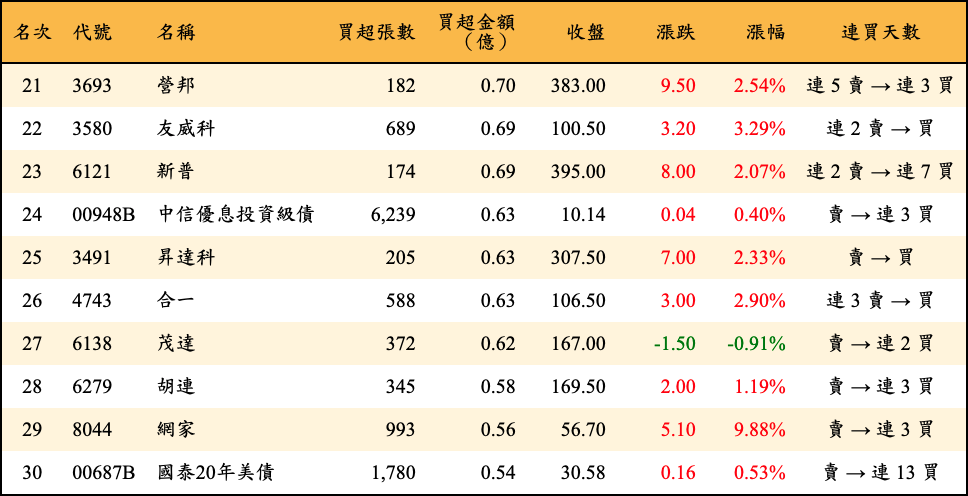 名次 代號 名稱 買超張數 買超金額（億） 收盤 漲跌 漲幅 連買天數
21 3693 營邦 182 0.70 383.00 9.50 2.54% 連 5 賣 → 連 3 買
22 3580 友威科 689 0.69 100.50 3.20 3.29% 連 2 賣 → 買
23 6121 新普 174 0.69 395.00 8.00 2.07% 連 2 賣 → 連 7 買
24 00948B 中信優息投資級債 6,239 0.63 10.14 0.04 0.40% 賣 → 連 3 買
25 3491 昇達科 205 0.63 307.50 7.00 2.33% 賣 → 買
26 4743 合一 588 0.63 106.50 3.00 2.90% 連 3 賣 → 買
27 6138 茂達 372 0.62 167.00 -1.50 -0.91% 賣 → 連 2 買
28 6279 胡連 345 0.58 169.50 2.00 1.19% 賣 → 連 3 買
29 8044 網家 993 0.56 56.70 5.10 9.88% 賣 → 連 3 買
30 00687B 國泰20年美債 1,780 0.54 30.58 0.16 0.53% 賣 → 連 13 買